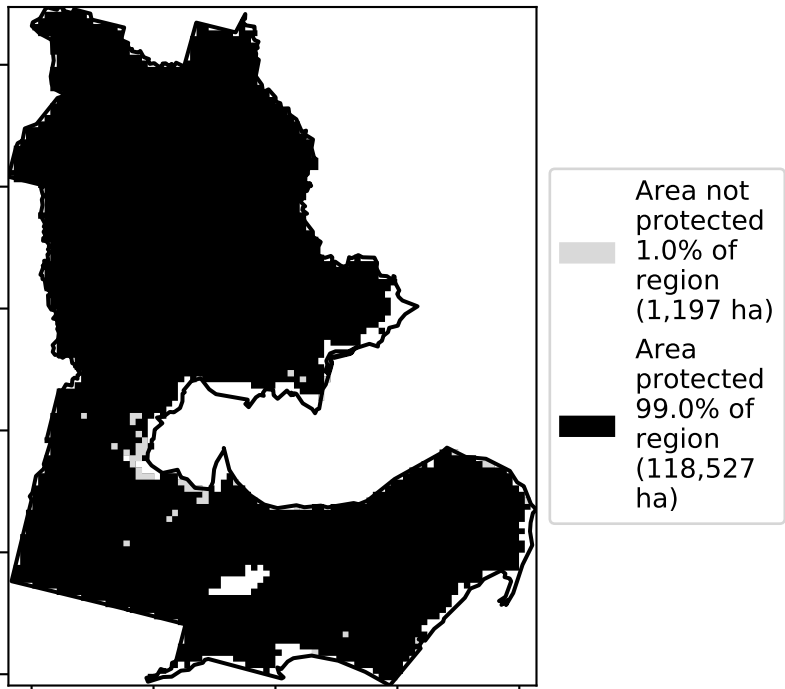 Area not
protected
1.0% of
region
(1,197 ha)
Area
protected
99.0% of
region
(118,527
ha)